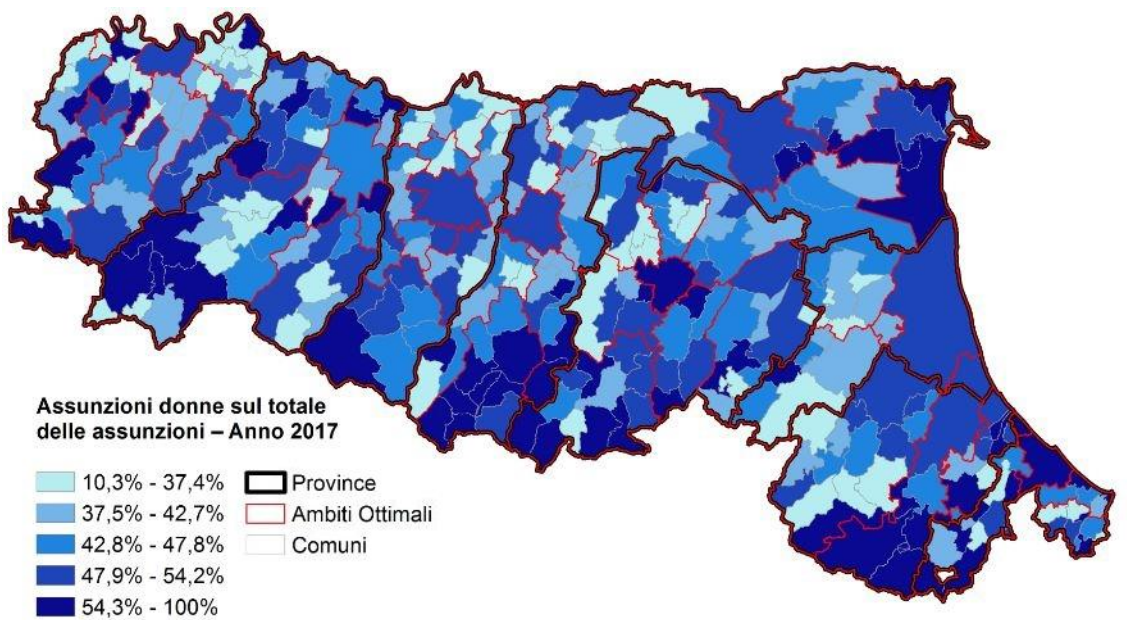 Assunzioni donne sul totale
delle assunzioni – Anno 2017
10,3% - 37,4%
37,5% - 42,7%
42,8% - 47,8%
47,9% - 54,2%
54,3% - 100%
Province
Ambiti Ottimali
Comuni